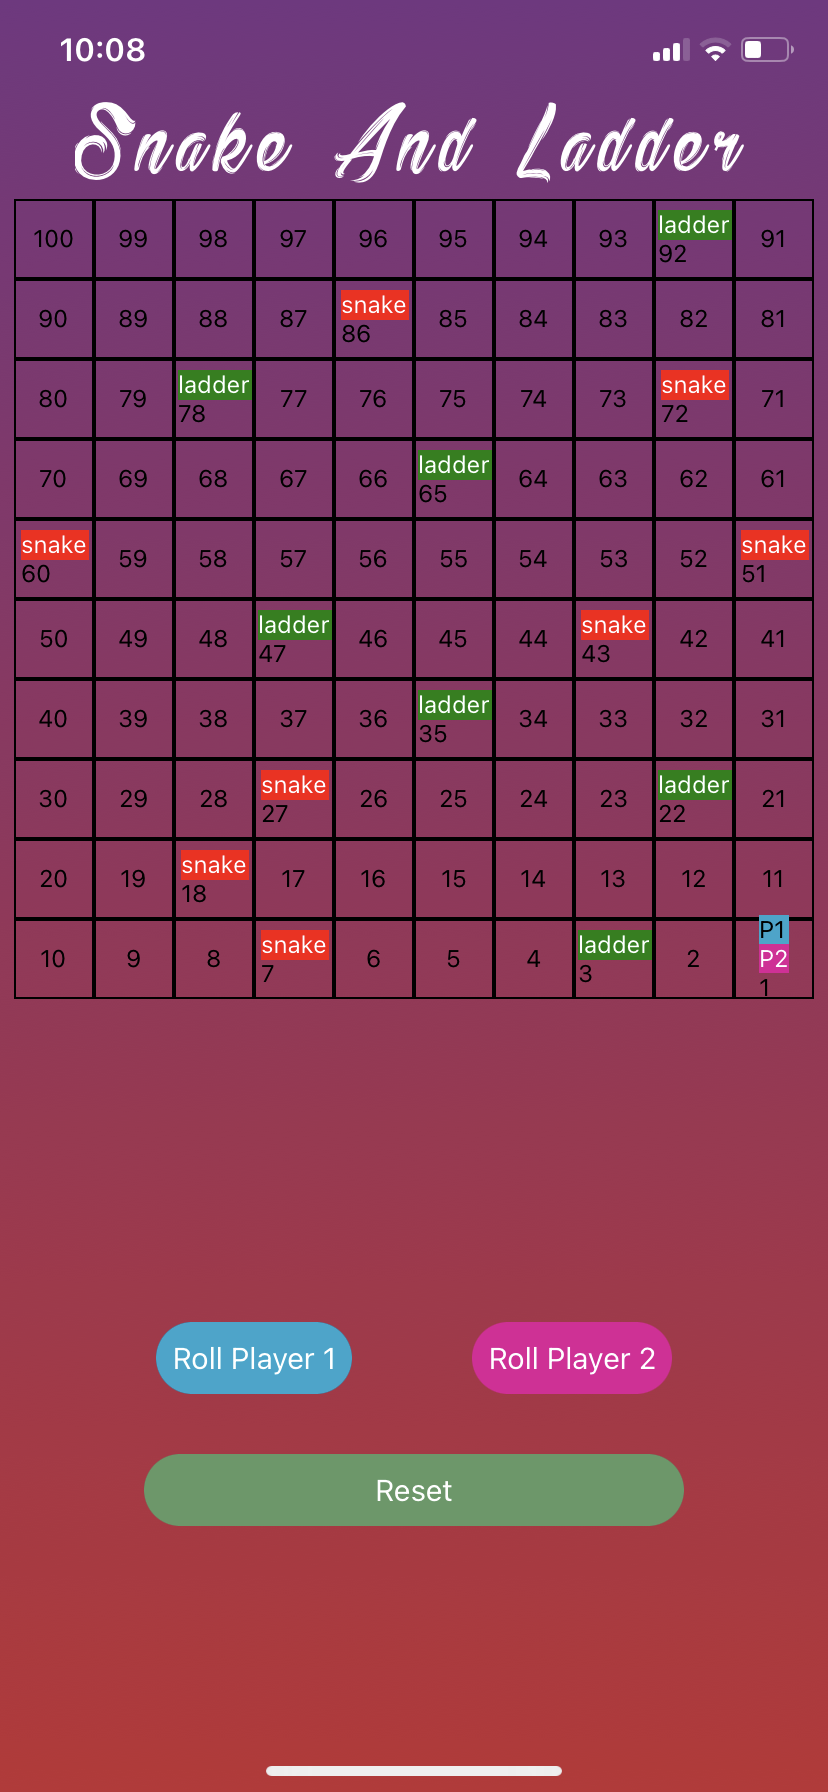 10:08
Snake And Ladder
100 99 98 97 96 95 94 93 ladder 92 91
90 89 88 87 snake 86 85 84 83 82 81
80 79 ladder 78 77 76 75 74 73 snake 72 71
70 69 68 67 66 ladder 65 64 63 62 61
snake 60 59 58 57 56 55 54 53 52 snake 51
50 49 48 ladder 47 46 45 44 snake 43 42 41
40 39 38 37 36 ladder 35 34 33 32 31
30 29 28 snake 27 26 25 24 23 ladder 22 21
20 19 snake 18 17 16 15 14 13 12 11
10 9 8 snake 7 6 5 4 ladder 3 2 P1 P2 1
Roll Player 1 Roll Player 2
Reset